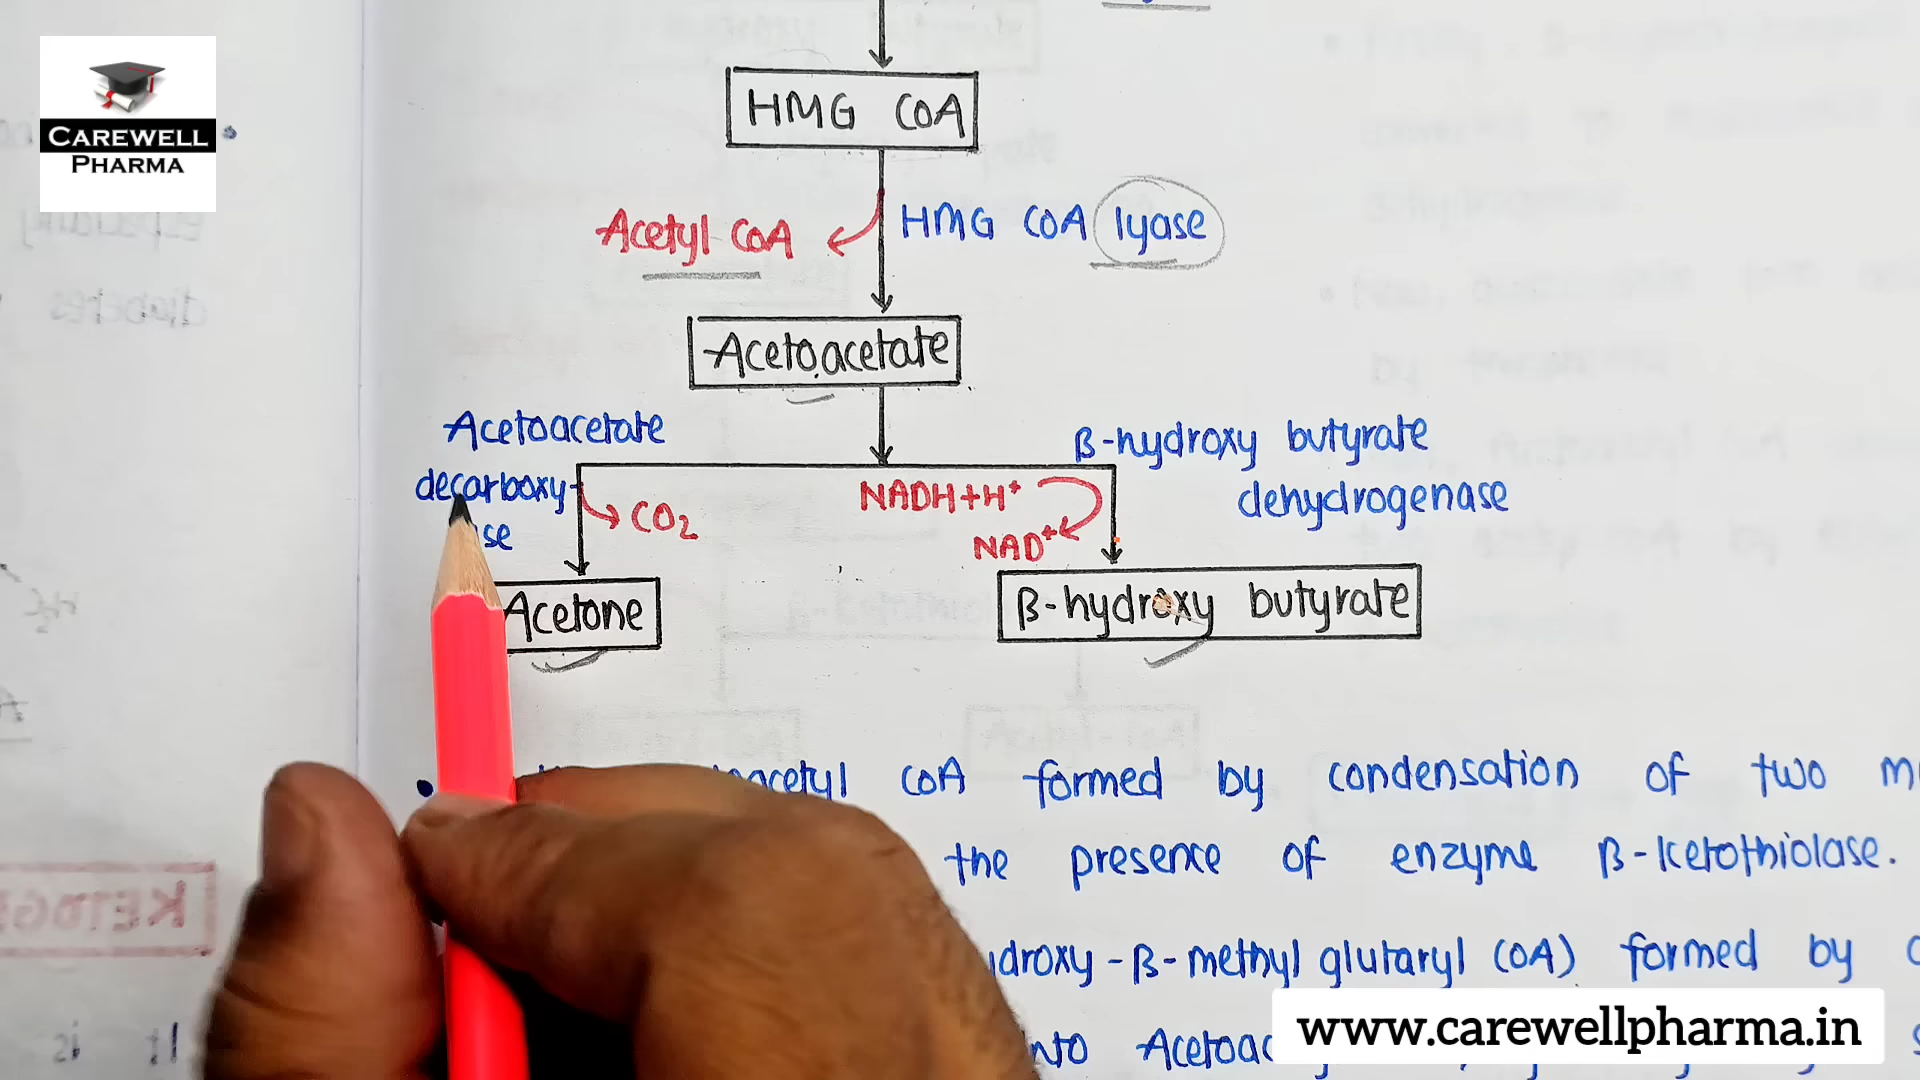 CAREWELL
PHARMA
HMG CoA
Acetyl CoA
HMG CoA lyase
Acetoacetate
Acetoacetate
decarboxy-
se
CO2
NADH+H+
NAD+
β-hydroxy butyrate
dehydrogenase
Acetone
β-hydroxy butyrate
acetyl CoA formed by condensation of two
the presence of enzyme β-Ketothiolase.
droxy-β-methyl glutaryl CoA) formed by
Acetoac
www.carewellpharma.in